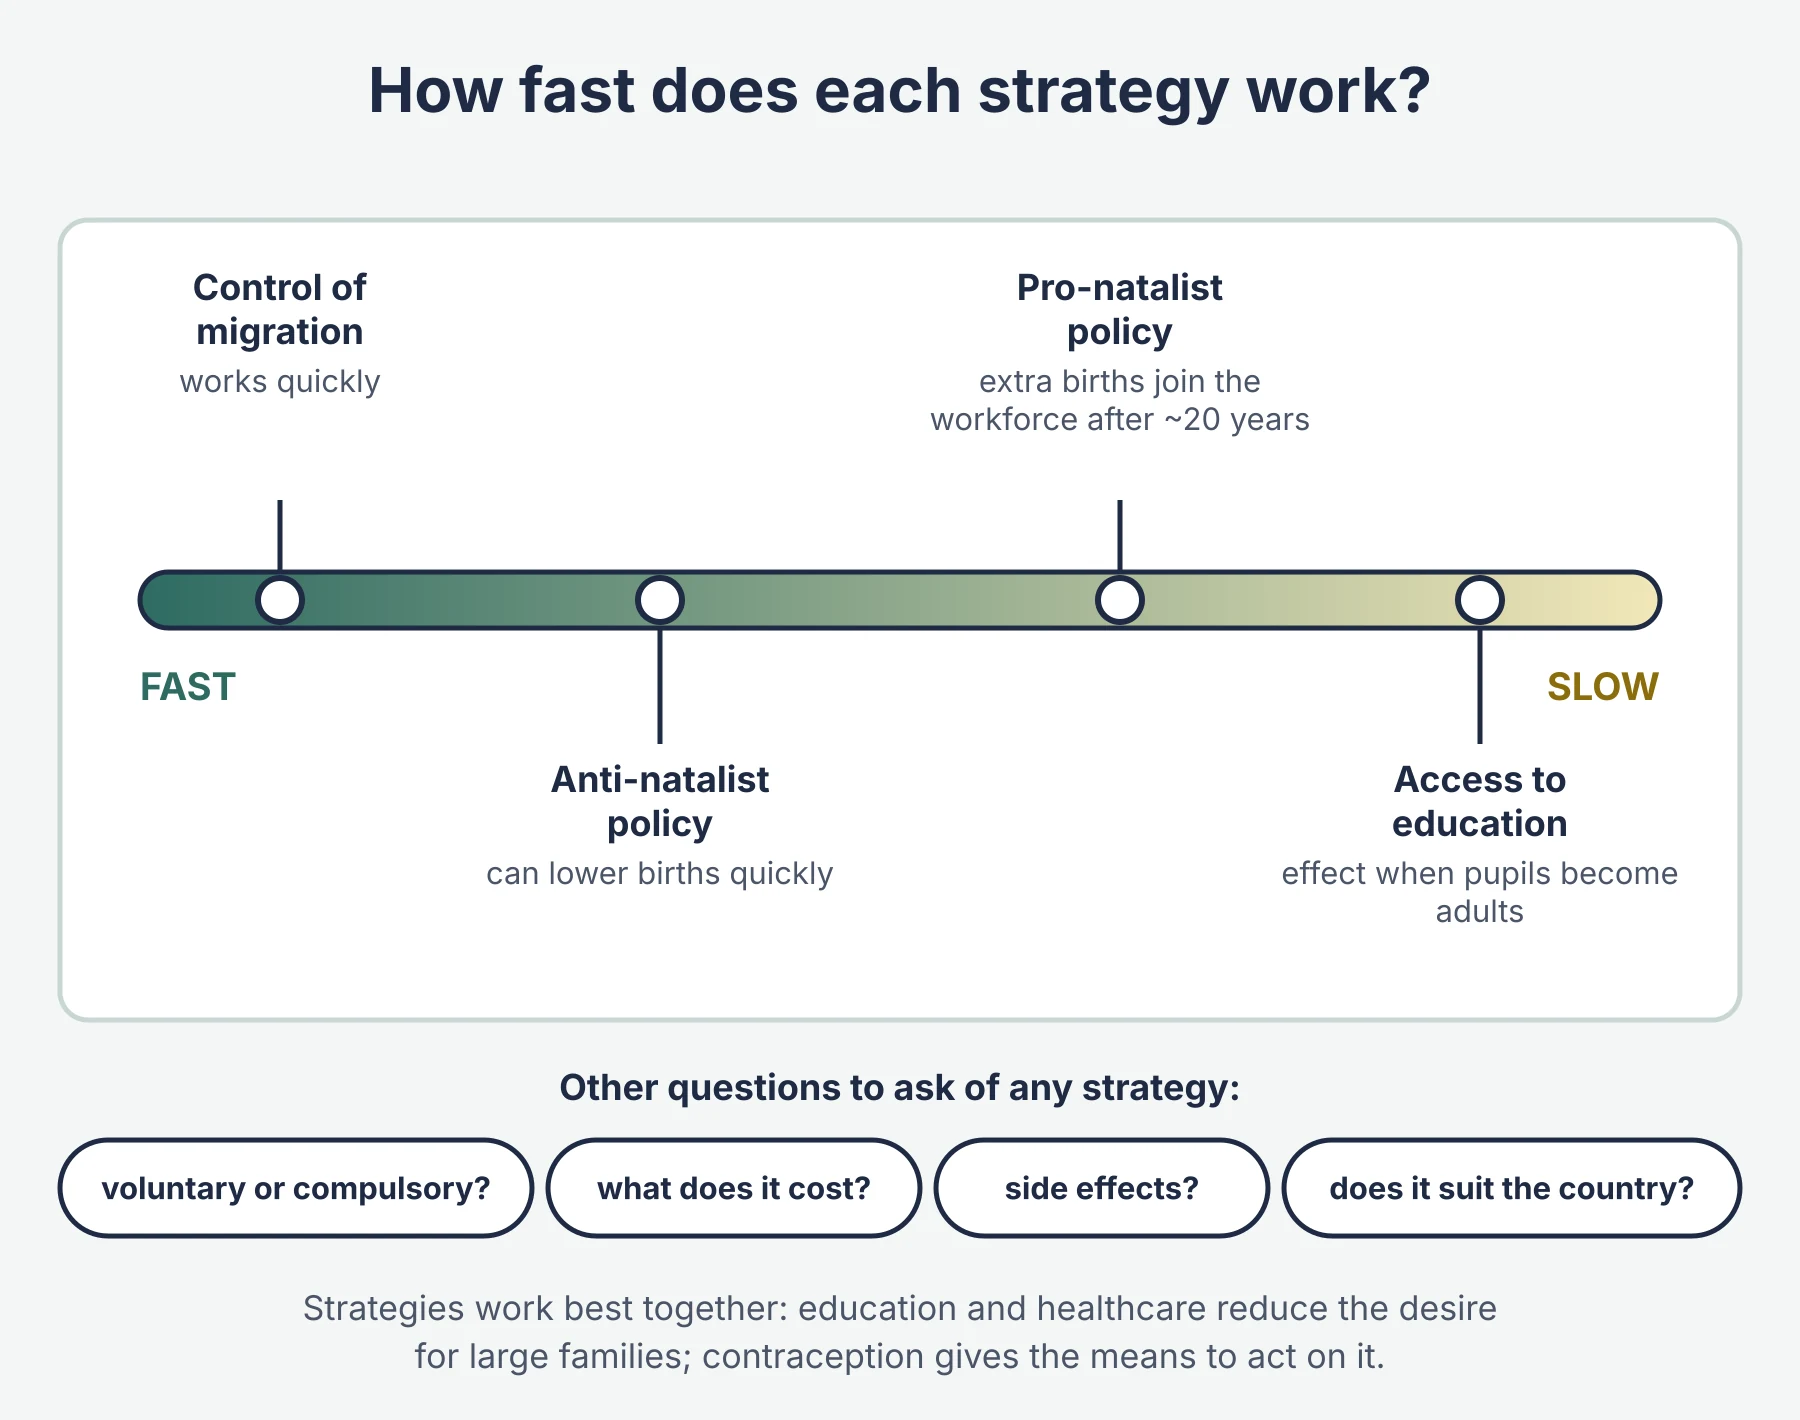 How fast does each strategy work?
Control of
migration
works quickly
Pro-natalist
policy
extra births join the
workforce after ~20 years
FAST
SLOW
Anti-natalist
policy
can lower births quickly
Access to
education
effect when pupils become
adults
Other questions to ask of any strategy:
voluntary or compulsory?
what does it cost?
side effects?
does it suit the country?
Strategies work best together: education and healthcare reduce the desire
for large families; contraception gives the means to act on it.